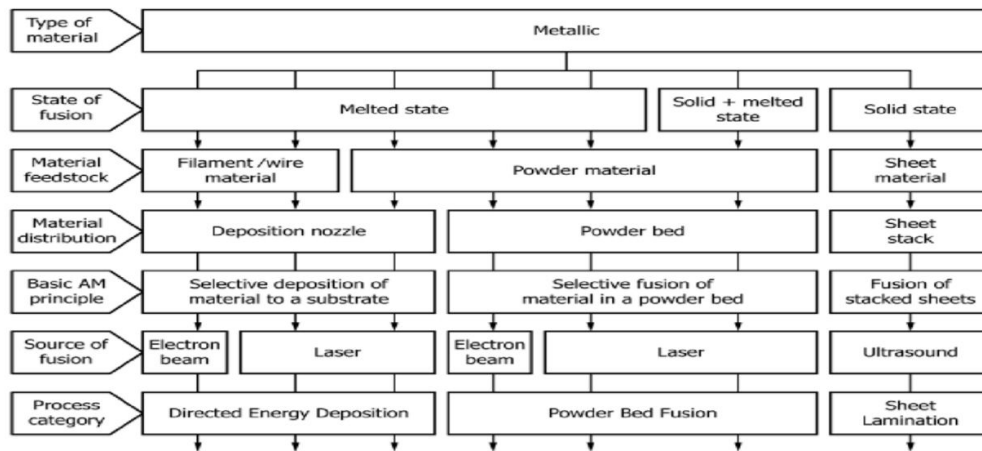 Type of
material
Metallic
State of
fusion
Melted state
Solid + melted
state
Solid state
Material
feedstock
Filament /wire
material
Powder material
Sheet
material
Material
distribution
Deposition nozzle
Powder bed
Sheet
stack
Basic AM
principle
Selective deposition of
material to a substrate
Selective fusion of
material in a powder bed
Fusion of
stacked sheets
Source of
fusion
Electron
beam
Laser
Electron
beam
Laser
Ultrasound
Process
category
Directed Energy Deposition
Powder Bed Fusion
Sheet
Lamination